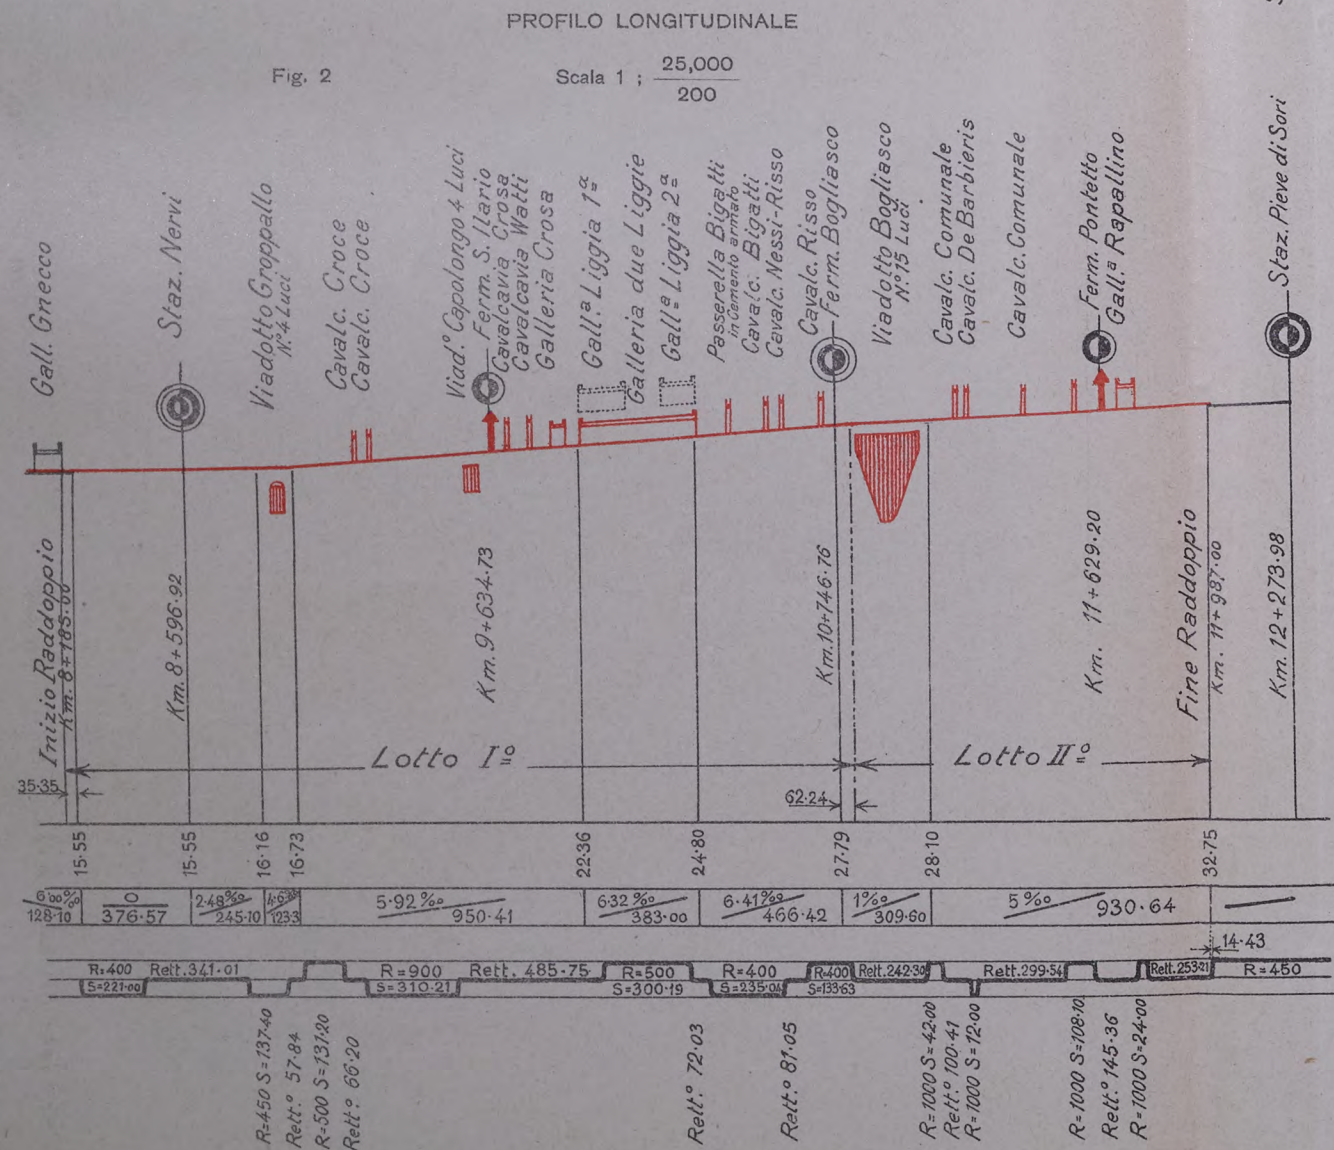 PROFILO LONGITUDINALE
Fig. 2
Scala 1 ; 25,000
200
Gall. Gnecco
Staz. Nervi
Viadotto Groppallo
N.º 4 Luci
Cavalc. Croce
Cavalc. Croce
Viad.º Capolongo 4 Luci
Ferm. S. Ilario
Cavalcavia Crosa
Cavalcavia Watti
Galleria Crosa
Gall.ª Liggia 1ª
Galleria due Liggie
Gallª Liggia 2ª
Passerella Bigatti
in Cemento armato
Cavalc. Bigatti
Cavalc. Nessi-Risso
Cavalc. Risso
Ferm. Bogliasco
Viadotto Bogliasco
N.º 15 Luci
Cavalc. Comunale
Cavalc. De Barbieris
Cavalc. Comunale
Ferm. Pontetto
Gall.ª Rapallino
Staz. Pieve di Sori
Inizio Raddoppio
Km. 8+185.00
Km. 8+596.92
Km. 9+634.73
Km. 10+746.76
Km. 11+629.20
Fine Raddoppio
Km. 11+987.00
Km. 12+273.98
Lotto Iº
Lotto IIº
35.35
62.24
15.55
15.55
16.16
16.73
22.36
24.80
27.79
28.10
32.75
128.10
0
376.57
2.48‰
245.10
5.92‰
950.41
6.32‰
383.00
6.41‰
466.42
1‰
309.60
5‰
930.64
14.43
R=400 Rett. 341.01 R=900 Rett. 485.75 R=500 R=400 R=400 Rett. 242.30 Rett. 299.54 Rett. 253.21 R=450
S=221.00 S=310.21 S=300.19 S=235.04 S=133.63
R=450 S=137.40
Rett.º 57.84
R=500 S=131.20
Rett.º 66.20
Rett.º 72.03
Rett.º 81.05
R=1000 S=42.00
Rett.º 100.41
R=1000 S=12.00
R=1000 S=108.10
Rett.º 145.36
R=1000 S=24.00